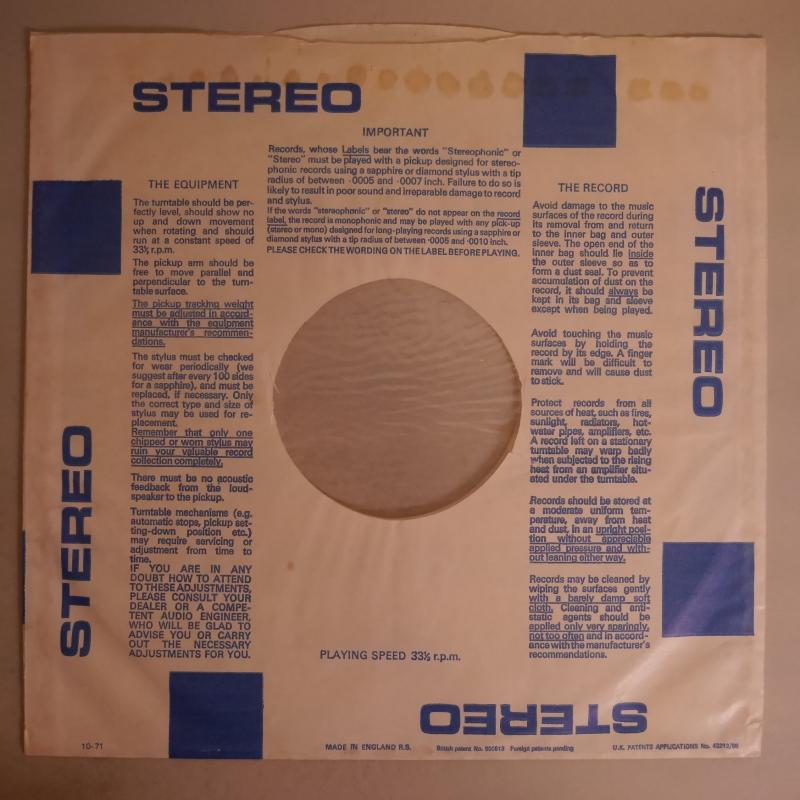 STEREO
IMPORTANT
Records, whose Labels bear the words "Stereophonic" or
"Stereo" must be played with a pickup designed for stereo-
phonic records using a sapphire or diamond stylus with a tip
radius of between ·0005 and ·0007 inch. Failure to do so is
likely to result in poor sound and irreparable damage to record
and stylus.
If the words "stereophonic" or "stereo" do not appear on the record
label, the record is monophonic and may be played with any pick-up
(stereo or mono) designed for long-playing records using a sapphire or
diamond stylus with a tip radius of between ·0005 and ·0010 inch.
PLEASE CHECK THE WORDING ON THE LABEL BEFORE PLAYING.
THE EQUIPMENT
The turntable should be per-
fectly level, should show no
up and down movement
when rotating and should
run at a constant speed of
33⅓ r.p.m.
The pickup arm should be
free to move parallel and
perpendicular to the turn-
table surface.
The pickup tracking weight
must be adjusted in accord-
ance with the equipment
manufacturer's recommen-
dations.
The stylus must be checked
for wear periodically (we
suggest after every 100 sides
for a sapphire), and must be
replaced, if necessary. Only
the correct type and size of
stylus may be used for re-
placement.
Remember that only one
chipped or worn stylus may
ruin your valuable record
collection completely.
There must be no acoustic
feedback from the loud-
speaker to the pickup.
Turntable mechanisms (e.g.
automatic stops, pickup set-
ting-down position etc.)
may require servicing or
adjustment from time to
time.
IF YOU ARE IN ANY
DOUBT HOW TO ATTEND
TO THESE ADJUSTMENTS,
PLEASE CONSULT YOUR
DEALER OR A COMPE-
TENT AUDIO ENGINEER,
WHO WILL BE GLAD TO
ADVISE YOU OR CARRY
OUT THE NECESSARY
ADJUSTMENTS FOR YOU.
THE RECORD
Avoid damage to the music
surfaces of the record during
its removal from and return
to the inner bag and outer
sleeve. The open end of the
inner bag should lie inside
the outer sleeve so as to
form a dust seal. To prevent
accumulation of dust on the
record, it should always be
kept in its bag and sleeve
except when being played.
Avoid touching the music
surfaces by holding the
record by its edge. A finger
mark will be difficult to
remove and will cause dust
to stick.
Protect records from all
sources of heat, such as fires,
sunlight, radiators, hot-
water pipes, amplifiers, etc.
A record left on a stationary
turntable may warp badly
when subjected to the rising
heat from an amplifier situ-
ated under the turntable.
Records should be stored at
a moderate uniform tem-
perature, away from heat
and dust, in an upright posi-
tion without appreciable
applied pressure and with-
out leaning either way.
Records may be cleaned by
wiping the surfaces gently
with a barely damp soft
cloth. Cleaning and anti-
static agents should be
applied only very sparingly,
not too often and in accord-
ance with the manufacturer's
recommendations.
STEREO
STEREO
PLAYING SPEED 33⅓ r.p.m.
STEREO
10-71
MADE IN ENGLAND R.S.
British patent No. Foreign patents pending
U.K. PATENTS APPLICATIONS No.